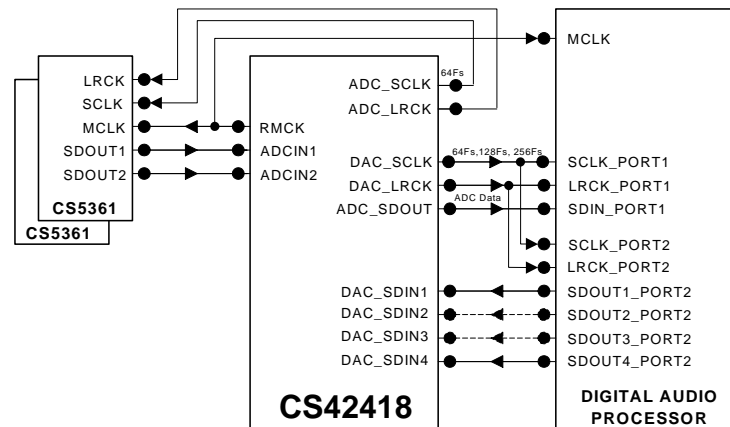 MCLK
LRCK
SCLK
MCLK
SDOUT1
SDOUT2
CS5361
CS5361
64Fs
ADC_SCLK
ADC_LRCK
RMCK
ADCIN1
ADCIN2
64Fs,128Fs, 256Fs
DAC_SCLK
DAC_LRCK
ADC Data
ADC_SDOUT
SCLK_PORT1
LRCK_PORT1
SDIN_PORT1
SCLK_PORT2
LRCK_PORT2
DAC_SDIN1
DAC_SDIN2
DAC_SDIN3
DAC_SDIN4
SDOUT1_PORT2
SDOUT2_PORT2
SDOUT3_PORT2
SDOUT4_PORT2
CS42418
DIGITAL AUDIO
PROCESSOR